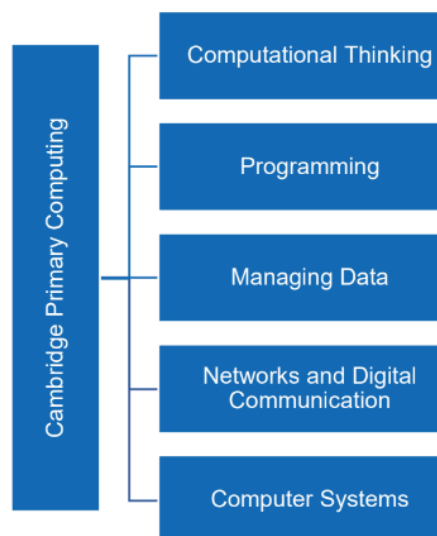 Cambridge Primary Computing
Computational Thinking
Programming
Managing Data
Networks and Digital
Communication
Computer Systems